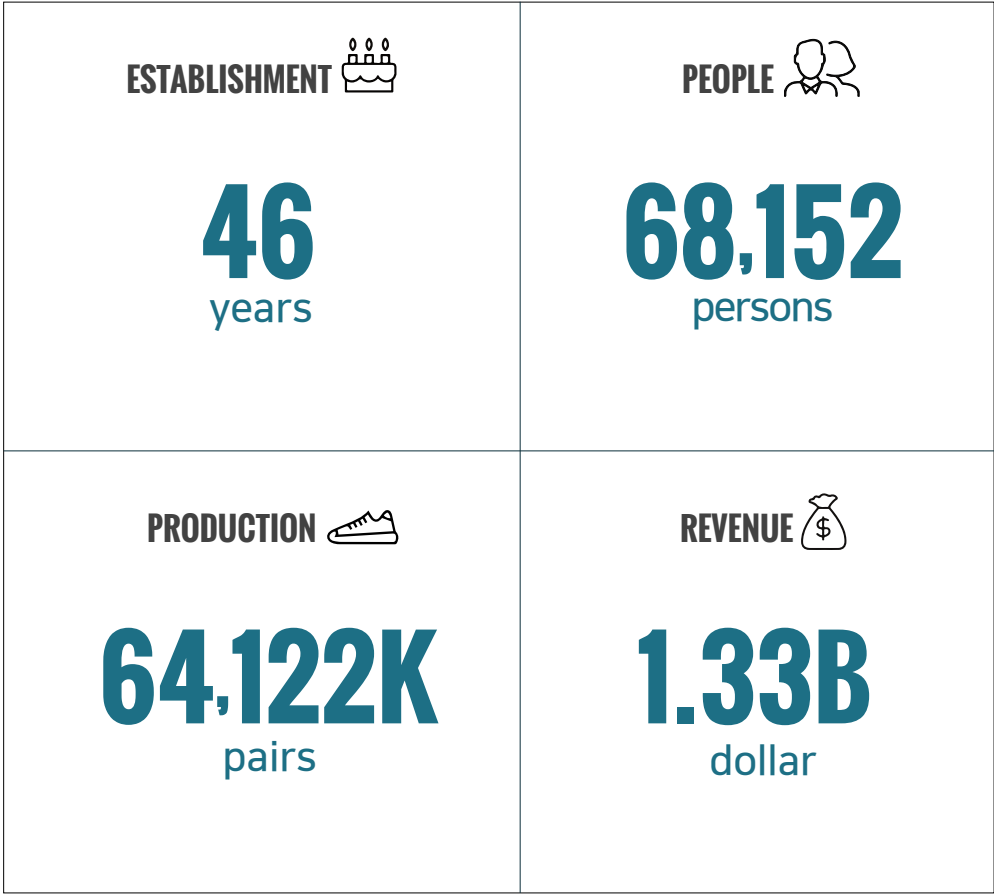 ESTABLISHMENT
46
years
PEOPLE
68,152
persons
PRODUCTION
64,122K
pairs
REVENUE
$
1.33B
dollar